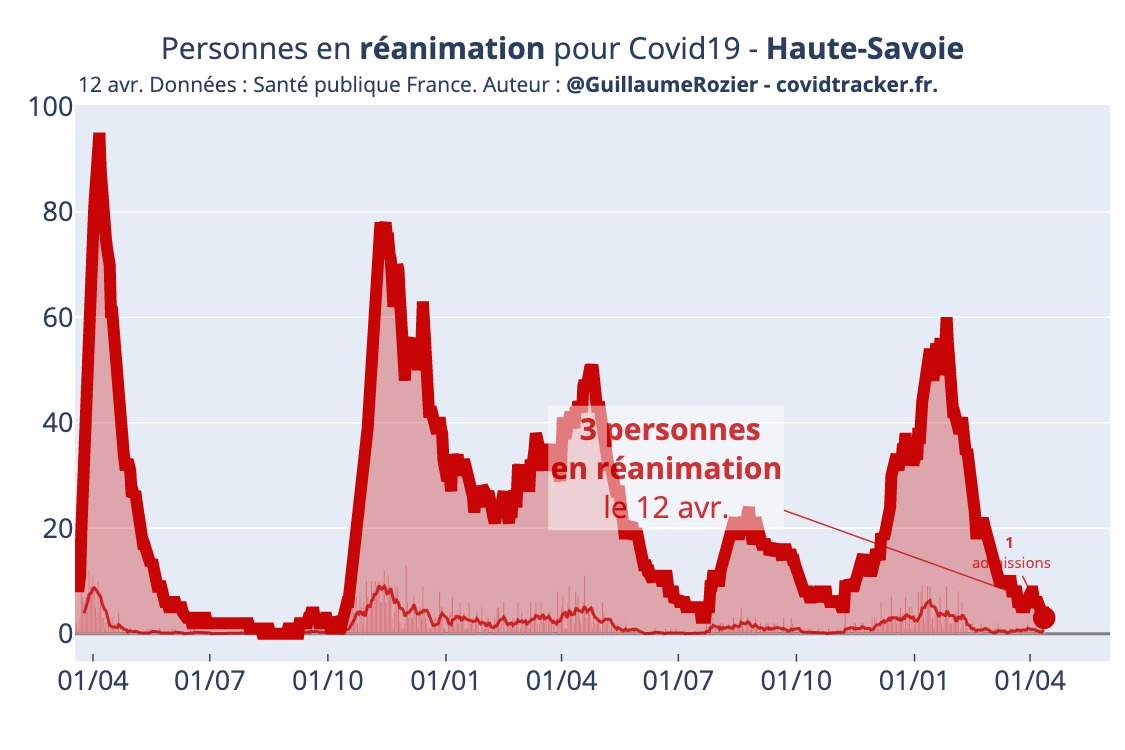 Personnes en réanimation pour Covid19 - Haute-Savoie
12 avr. Données : Santé publique France. Auteur : @GuillaumeRozier - covidtracker.fr.
100
80
60
40
20
0
3 personnes
en réanimation
le 12 avr.
1
admissions
01/04 01/07 01/10 01/01 01/04 01/07 01/10 01/01 01/04